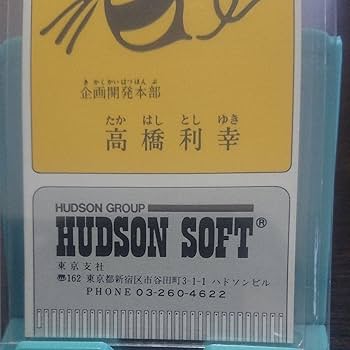 きかくかいはつほんぶ
企画開発本部
たか はし とし ゆき
高橋利幸
HUDSON GROUP
HUDSON SOFT®
東京支社
〠162 東京都新宿区市谷田町3-1-1 ハドソンビル
PHONE 03-260-4622